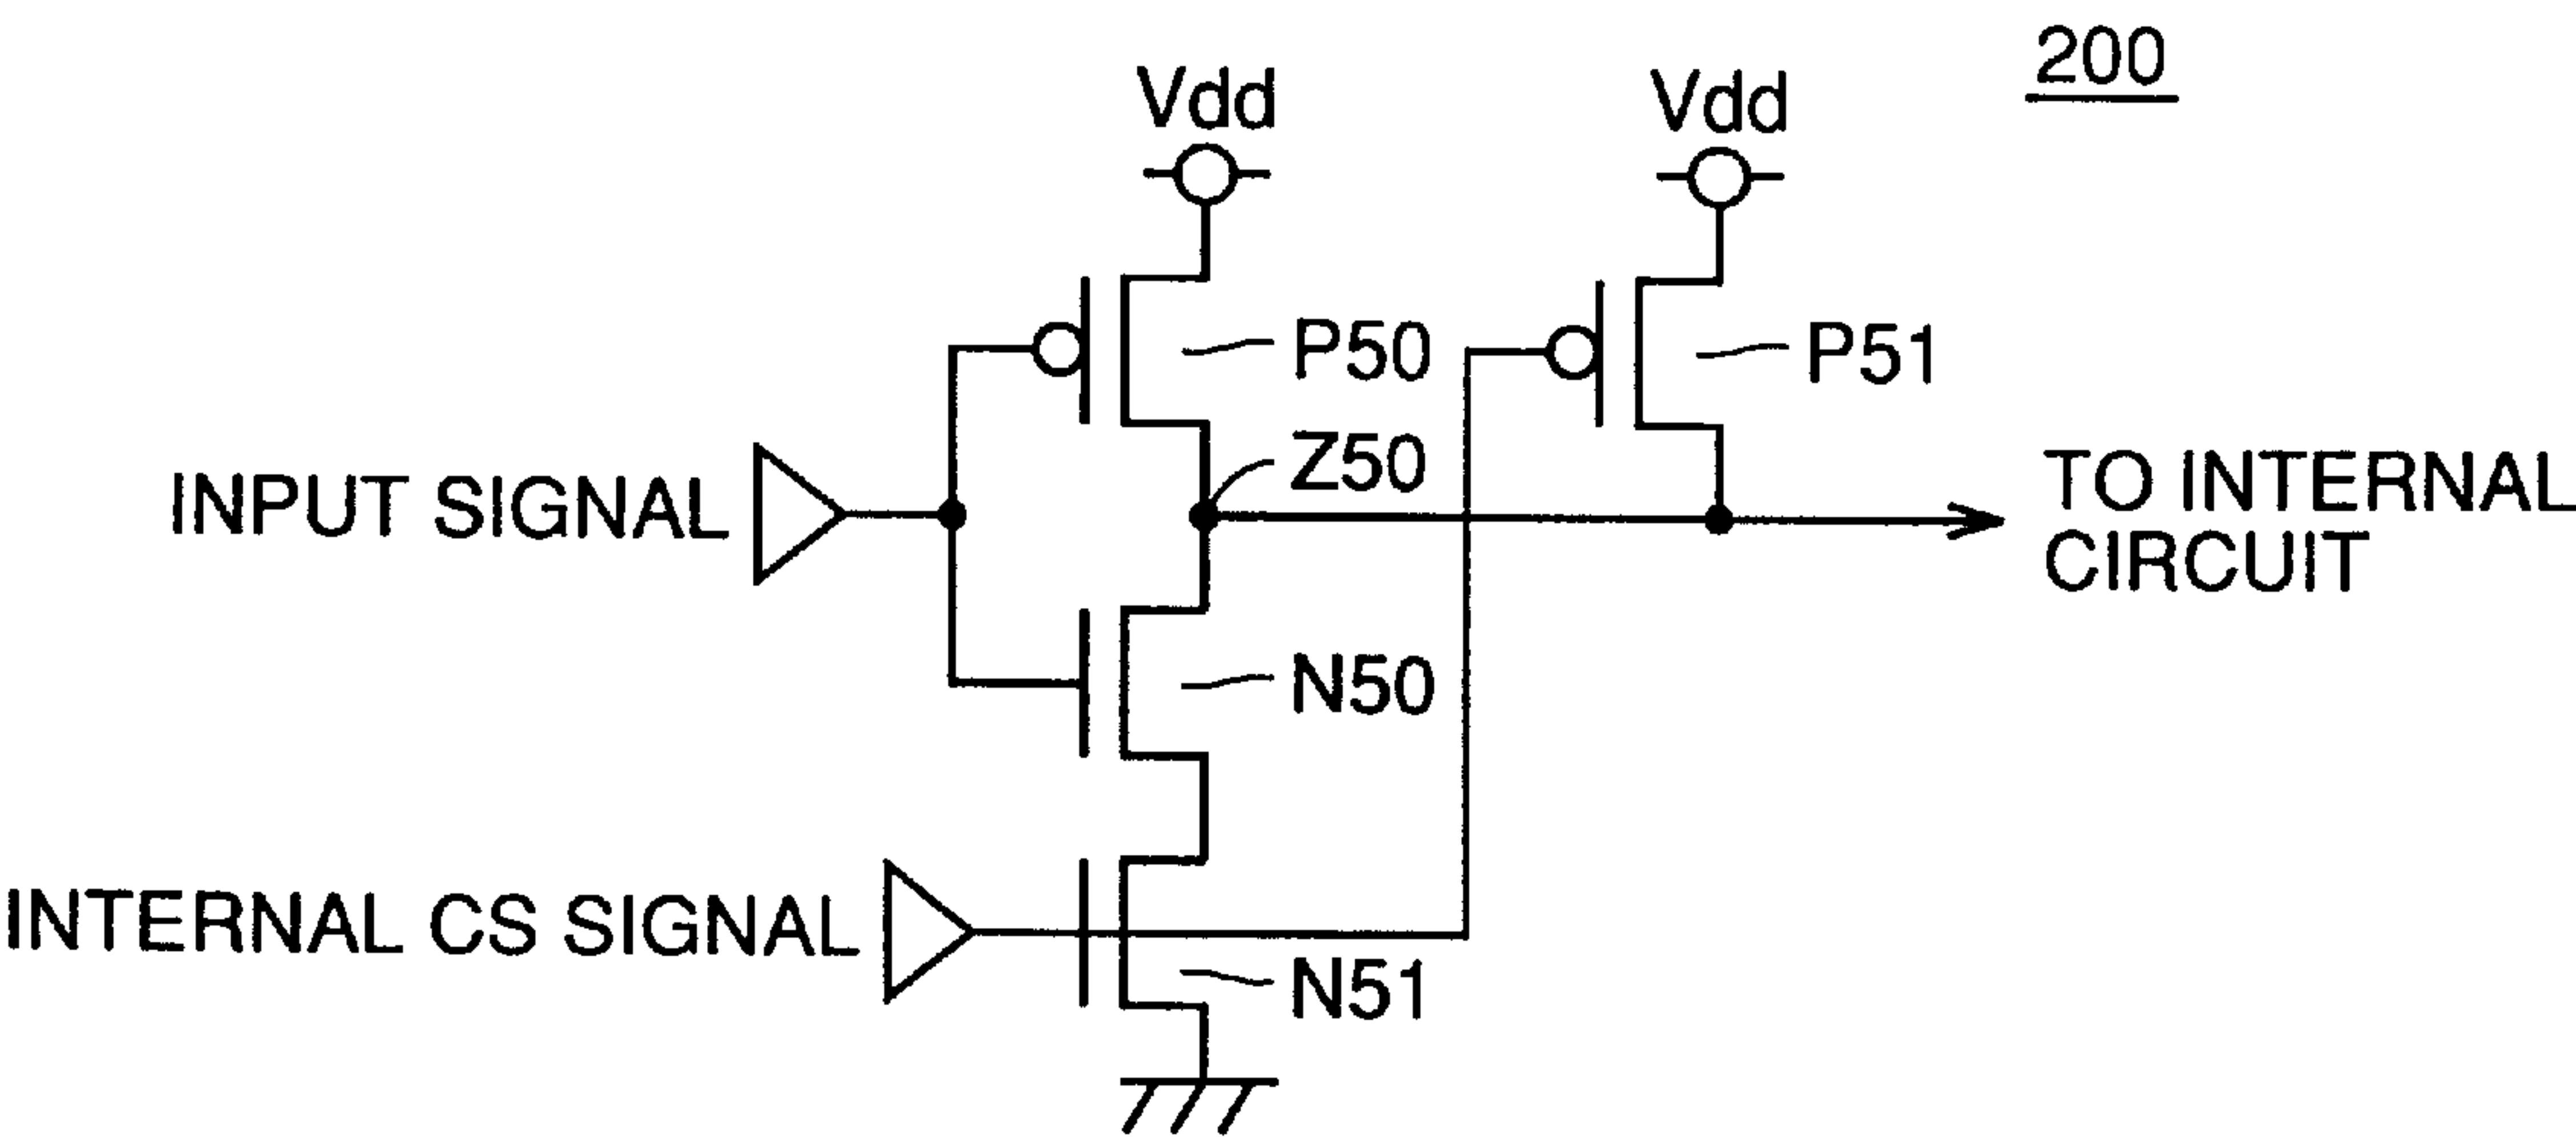 200
Vdd
Vdd
P50
P51
Z50
INPUT SIGNAL
TO INTERNAL
CIRCUIT
N50
INTERNAL CS SIGNAL
N51